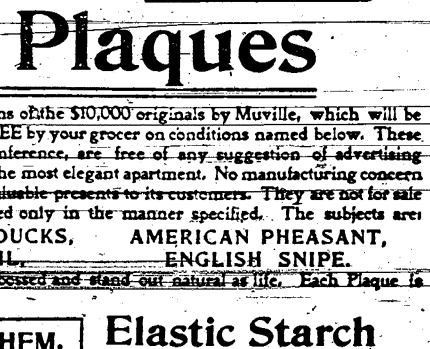 Plaques
ns of the $10,000 originals by Muville, which will be
EE by your grocer on conditions named below. These
nference, are free of any suggestion of advertising
he most elegant apartment. No manufacturing concern
luable presents to its customers. They are not for sale
ed only in the manner specified. The subjects are:
DUCKS, AMERICAN PHEASANT,
IL, ENGLISH SNIPE.
bossed and stand out natural as life. Each Plaque is
HEM. Elastic Starch